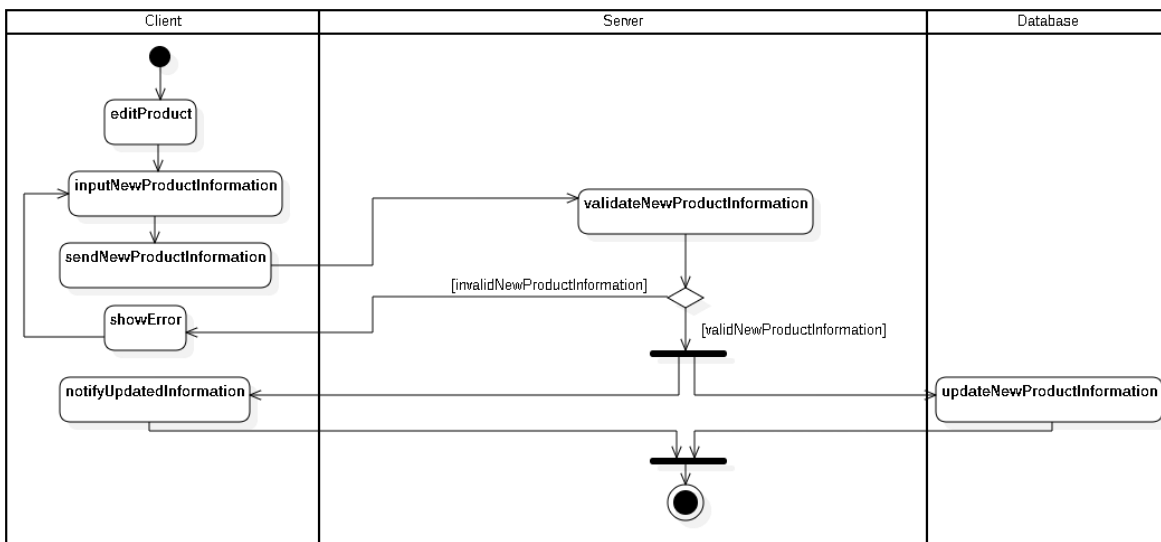 Client
Server
Database
editProduct
inputNewProductInformation
validateNewProductInformation
sendNewProductInformation
[invalidNewProductInformation]
showError
[validNewProductInformation]
notifyUpdatedInformation
updateNewProductInformation